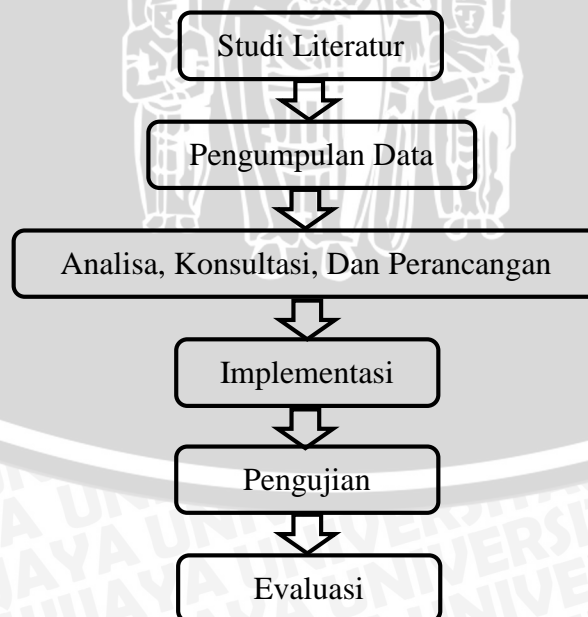 Studi Literatur
Pengumpulan Data
Analisa, Konsultasi, Dan Perancangan
Implementasi
Pengujian
Evaluasi